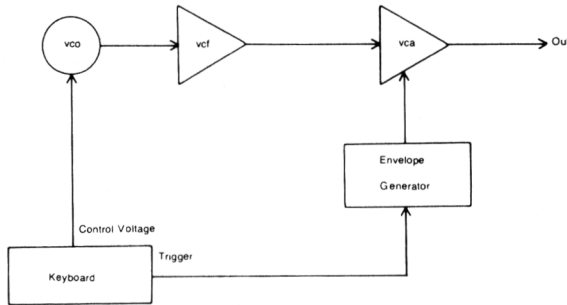 vco
vcf
vca
Ou
Envelope
Generator
Control Voltage
Trigger
Keyboard